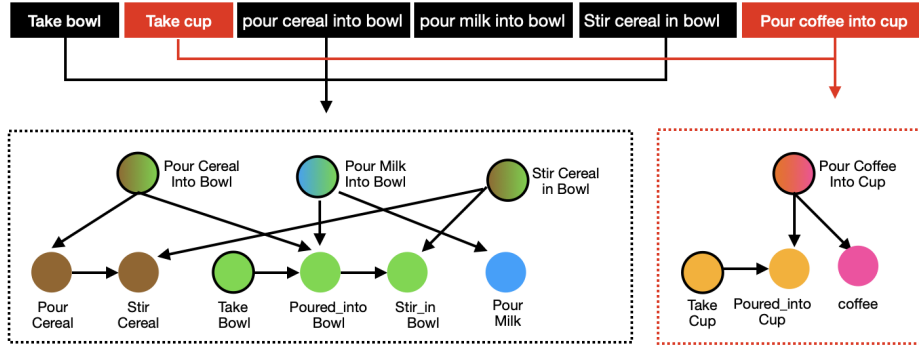 Take bowl
Take cup
pour cereal into bowl
pour milk into bowl
Stir cereal in bowl
Pour coffee into cup
Pour Cereal
Into Bowl
Pour Milk
Into Bowl
Stir Cereal
in Bowl
Pour Coffee
Into Cup
Pour
Cereal
Stir
Cereal
Take
Bowl
Poured_into
Bowl
Stir_in
Bowl
Pour
Milk
Take
Cup
Poured_into
Cup
coffee